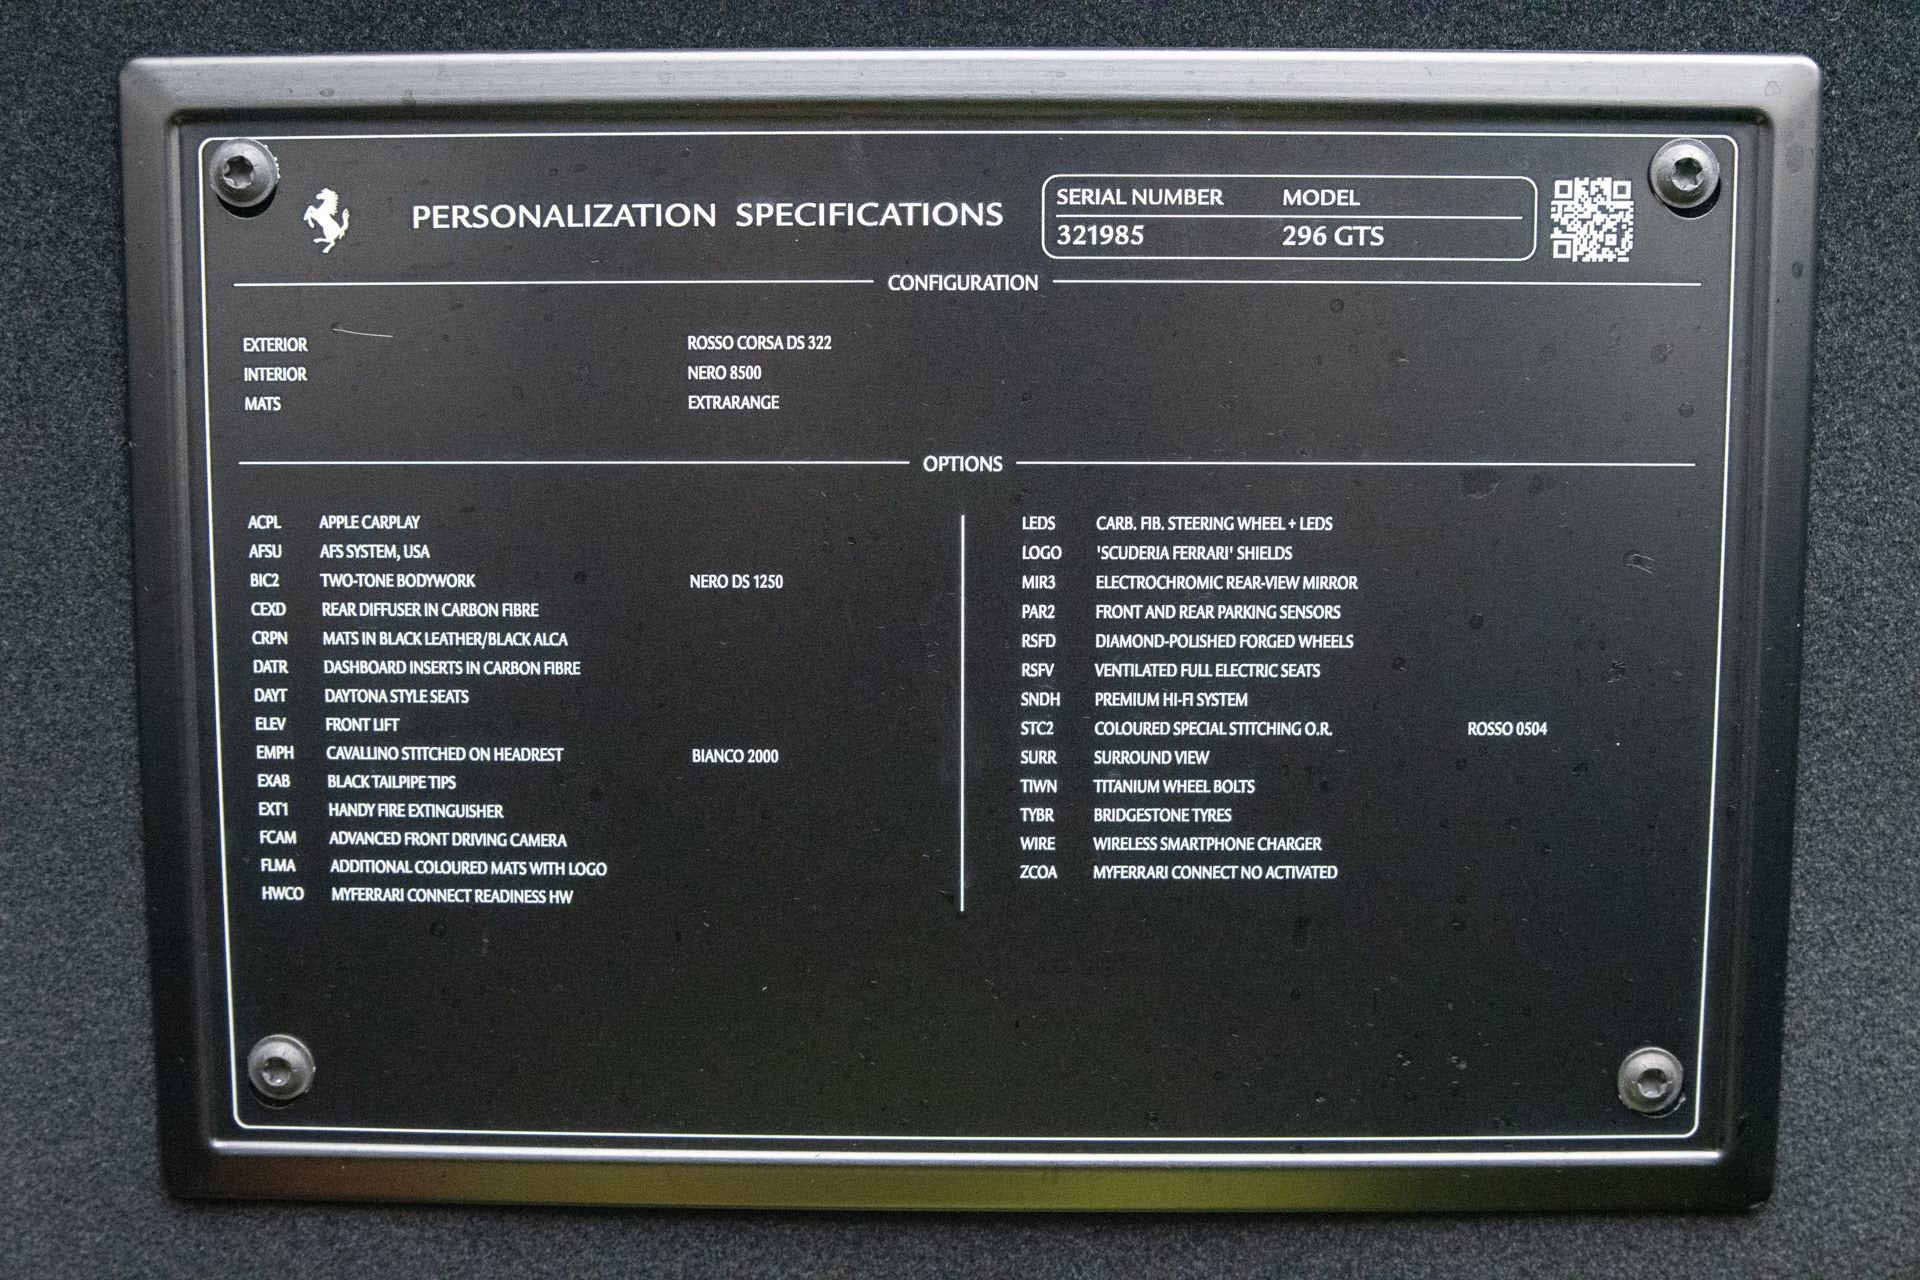 PERSONALIZATION SPECIFICATIONS
SERIAL NUMBER MODEL
321985 296 GTS
CONFIGURATION
EXTERIOR ROSSO CORSA DS 322
INTERIOR NERO 8500
MATS EXTRARANGE
OPTIONS
ACPL APPLE CARPLAY
AFSU AFS SYSTEM, USA
BIC2 TWO-TONE BODYWORK NERO DS 1250
CEXD REAR DIFFUSER IN CARBON FIBRE
CRPN MATS IN BLACK LEATHER/BLACK ALCA
DATR DASHBOARD INSERTS IN CARBON FIBRE
DAYT DAYTONA STYLE SEATS
ELEV FRONT LIFT
EMPH CAVALLINO STITCHED ON HEADREST BIANCO 2000
EXAB BLACK TAILPIPE TIPS
EXT1 HANDY FIRE EXTINGUISHER
FCAM ADVANCED FRONT DRIVING CAMERA
FLMA ADDITIONAL COLOURED MATS WITH LOGO
HWCO MYFERRARI CONNECT READINESS HW
LEDS CARB. FIB. STEERING WHEEL + LEDS
LOGO 'SCUDERIA FERRARI' SHIELDS
MIR3 ELECTROCHROMIC REAR-VIEW MIRROR
PAR2 FRONT AND REAR PARKING SENSORS
RSFD DIAMOND-POLISHED FORGED WHEELS
RSFV VENTILATED FULL ELECTRIC SEATS
SNDH PREMIUM HI-FI SYSTEM
STC2 COLOURED SPECIAL STITCHING O.R. ROSSO 0504
SURR SURROUND VIEW
TIWN TITANIUM WHEEL BOLTS
TYBR BRIDGESTONE TYRES
WIRE WIRELESS SMARTPHONE CHARGER
ZCOA MYFERRARI CONNECT NO ACTIVATED